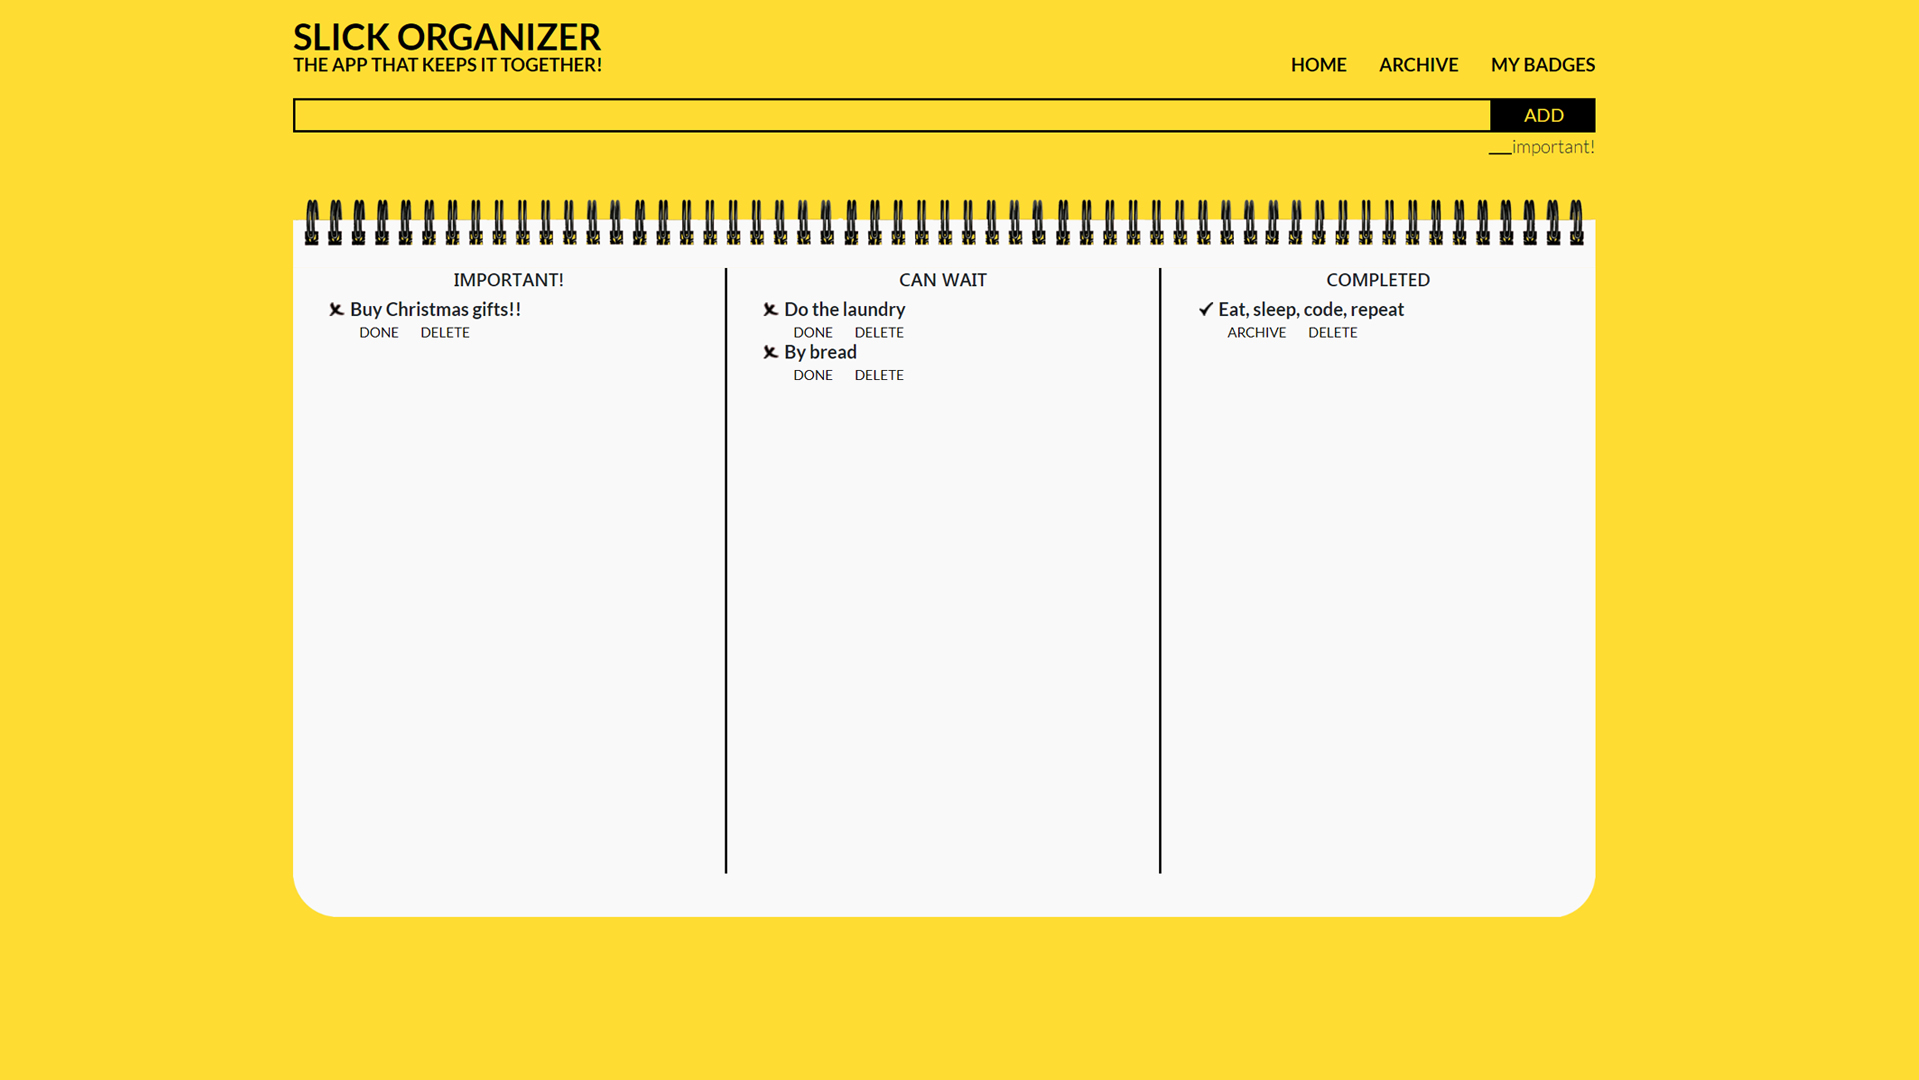 SLICK ORGANIZER
THE APP THAT KEEPS IT TOGETHER!
HOME ARCHIVE MY BADGES
ADD
___important!
IMPORTANT!
Buy Christmas gifts!!
DONE DELETE
CAN WAIT
Do the laundry
DONE DELETE
By bread
DONE DELETE
COMPLETED
Eat, sleep, code, repeat
ARCHIVE DELETE